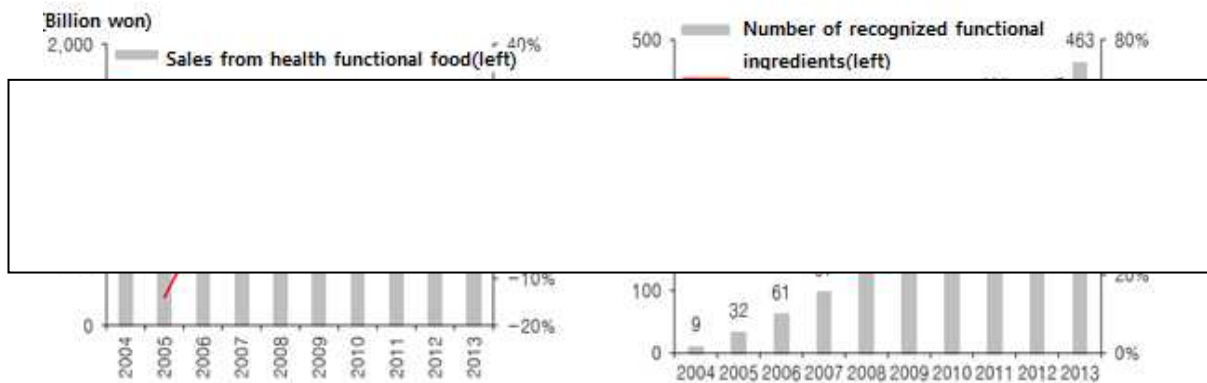 (Billion won)
2,000
40%
Sales from health functional food(left)
-10%
0
-20%
2004 2005 2006 2007 2008 2009 2010 2011 2012 2013
500
Number of recognized functional
ingredients(left)
463
80%
20%
100
9
32
61
0
0%
2004 2005 2006 2007 2008 2009 2010 2011 2012 2013